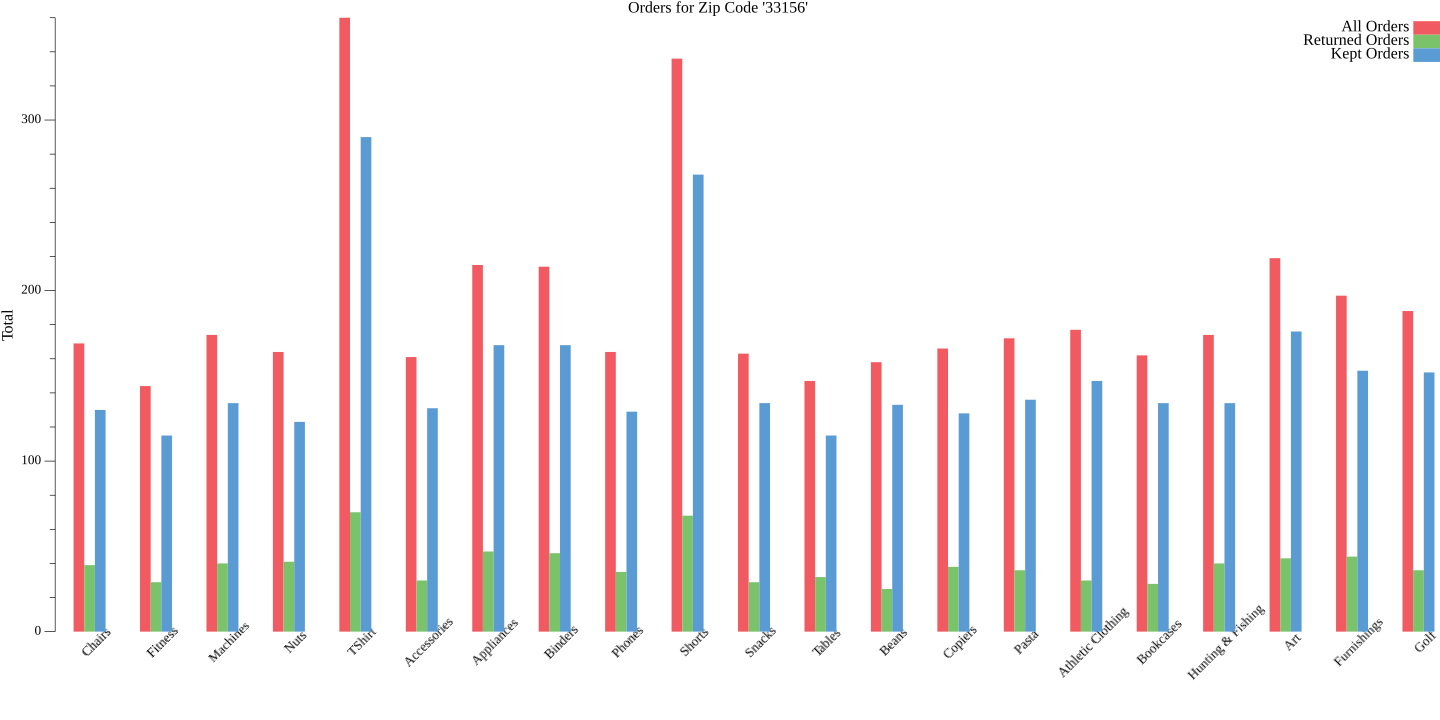 Orders for Zip Code '33156'
All Orders
Returned Orders
Kept Orders
Total
300
200
100
0
Chairs
Fitness
Machines
Nuts
TShirt
Accessories
Appliances
Binders
Phones
Shorts
Snacks
Tables
Beans
Copiers
Pasta
Athletic Clothing
Bookcases
Hunting & Fishing
Art
Furnishings
Golf